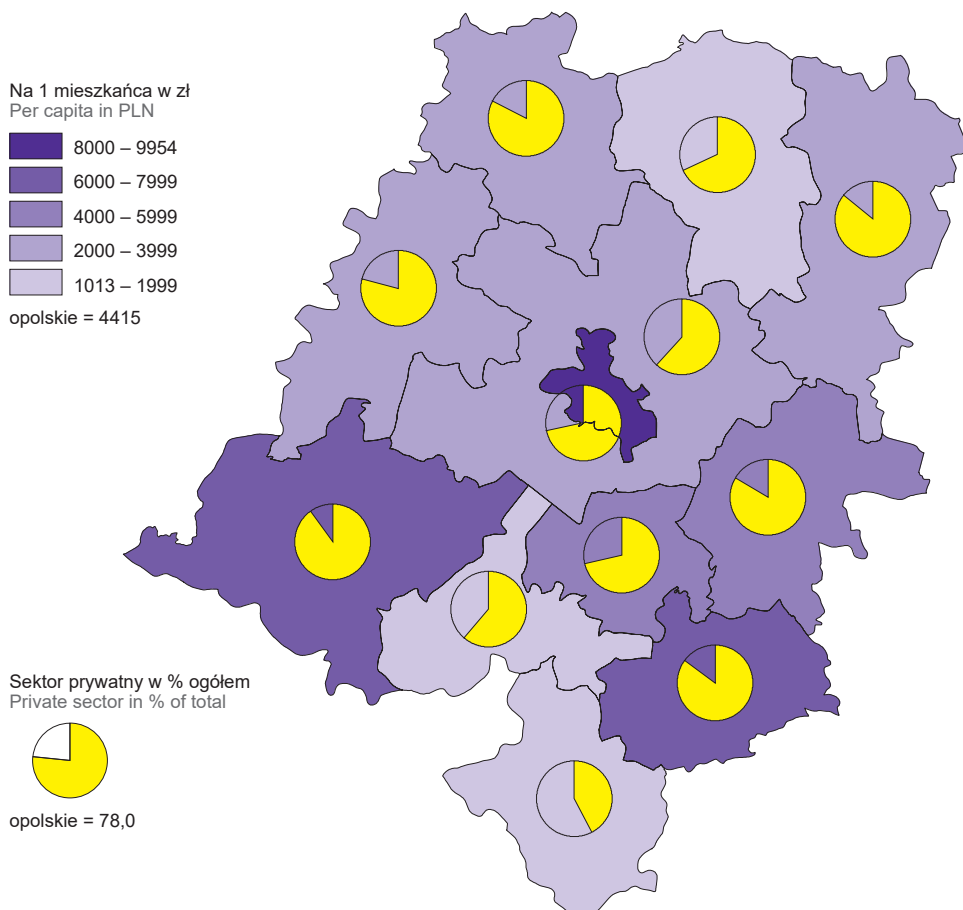 Na 1 mieszkańca w zł
Per capita in PLN
8000 – 9954
6000 – 7999
4000 – 5999
2000 – 3999
1013 – 1999
opolskie = 4415
Sektor prywatny w % ogółem
Private sector in % of total
opolskie = 78,0